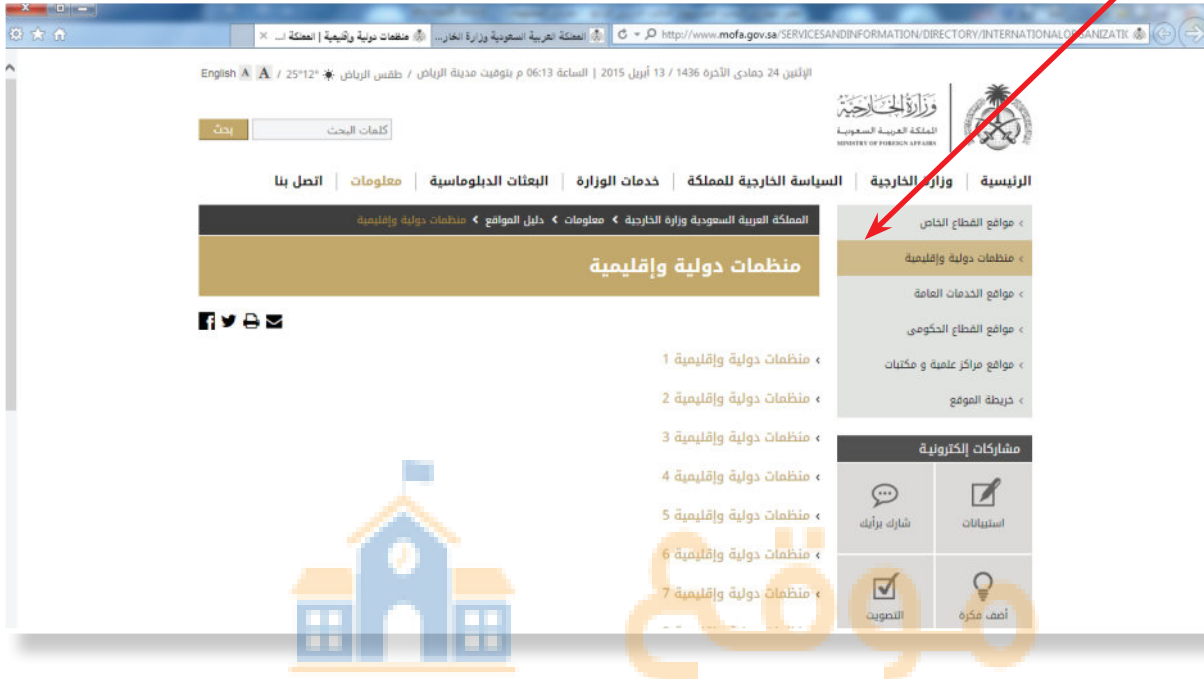 http://www.mofa.gov.sa/SERVICESANDINFORMATION/DIRECTORY/INTERNATIONALORGANIZATIC
المملكة العربية السعودية وزارة الخار...
منظمات دولية وإقليمية | المملكة ا...
الإثنين 24 جمادى الآخرة 1436 / 13 أبريل 2015 | الساعة 06:13 م بتوقيت مدينة الرياض / طقس الرياض 25°12° / A A English
وزارة الخارجية
المملكة العربية السعودية
MINISTRY OF FOREIGN AFFAIRS
كلمات البحث
بحث
الرئيسية | وزارة الخارجية | السياسة الخارجية للمملكة | خدمات الوزارة | البعثات الدبلوماسية | معلومات | اتصل بنا
مواقع القطاع الخاص
منظمات دولية وإقليمية
مواقع الخدمات العامة
مواقع القطاع الحكومي
مواقع مراكز علمية و مكتبات
خريطة الموقع
مشاركات إلكترونية
استبيانات
شارك برأيك
أضف فكرة
التصويت
المملكة العربية السعودية وزارة الخارجية › معلومات › دليل المواقع › منظمات دولية وإقليمية
منظمات دولية وإقليمية
منظمات دولية وإقليمية 1
منظمات دولية وإقليمية 2
منظمات دولية وإقليمية 3
منظمات دولية وإقليمية 4
منظمات دولية وإقليمية 5
منظمات دولية وإقليمية 6
منظمات دولية وإقليمية 7
موقع